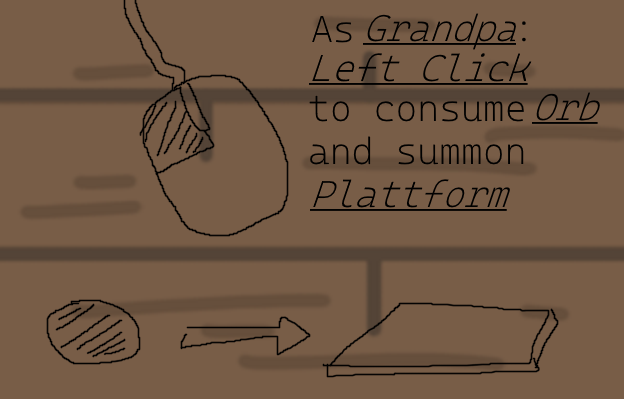 As Grandpa:
Left Click
to consume Orb
and summon
Plattform